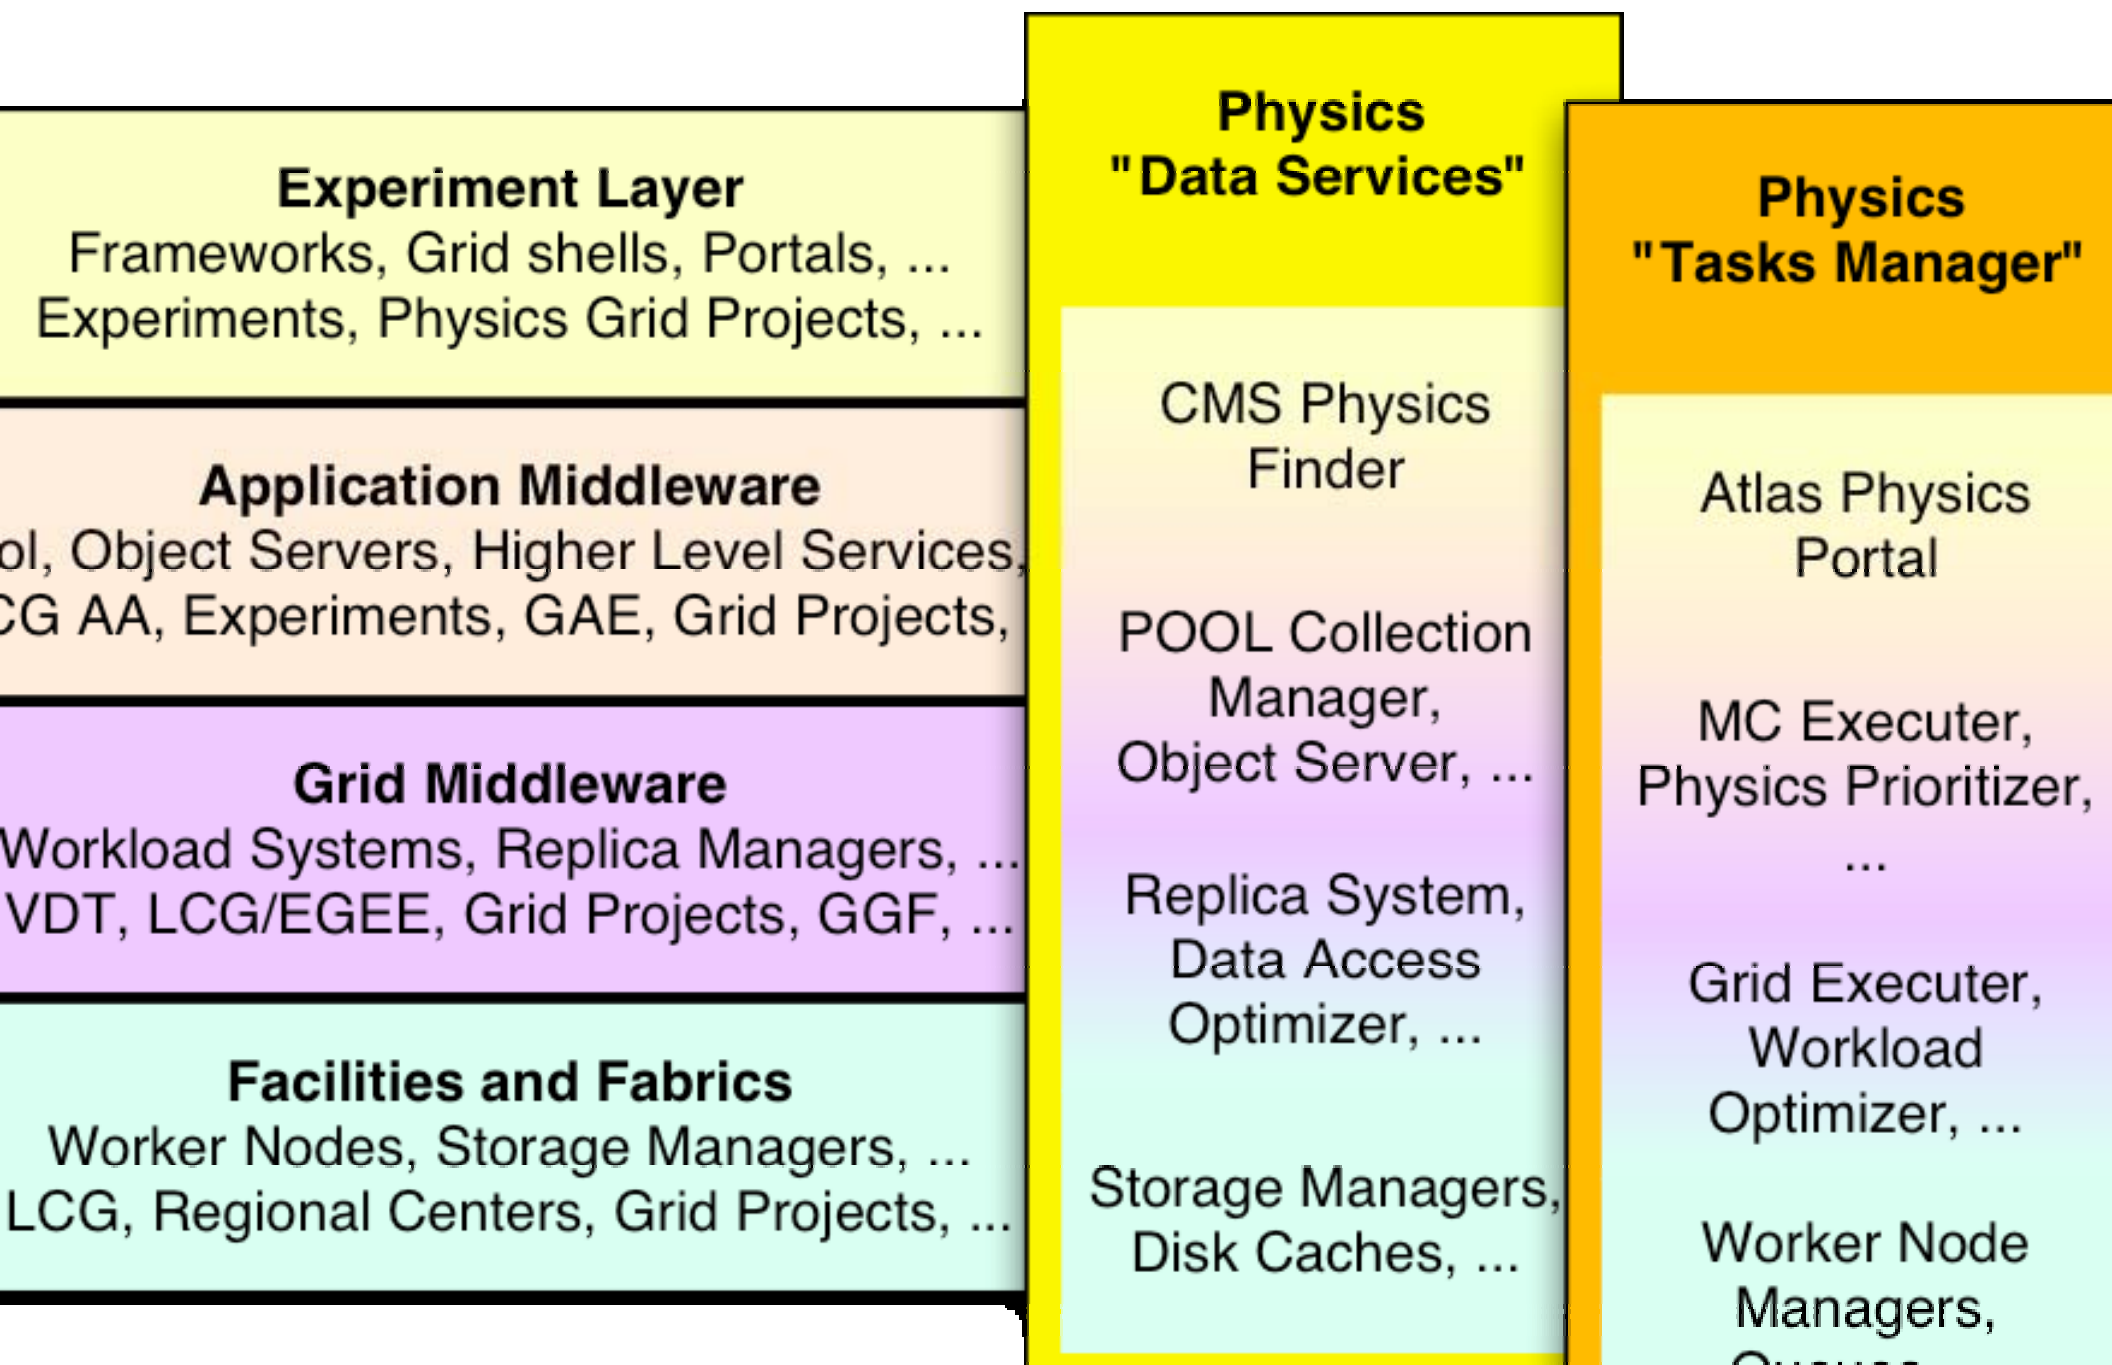 Experiment Layer
Frameworks, Grid shells, Portals, ...
Experiments, Physics Grid Projects, ...
Application Middleware
Object Servers, Higher Level Services,
AA, Experiments, GAE, Grid Projects,
Grid Middleware
Workload Systems, Replica Managers, ...
VDT, LCG/EGEE, Grid Projects, GGF, ...
Facilities and Fabrics
Worker Nodes, Storage Managers, ...
LCG, Regional Centers, Grid Projects, ...
Physics
"Data Services"
CMS Physics
Finder
POOL Collection
Manager,
Object Server, ...
Replica System,
Data Access
Optimizer, ...
Storage Managers,
Disk Caches, ...
Physics
"Tasks Manager"
Atlas Physics
Portal
MC Executer,
Physics Prioritizer,
...
Grid Executer,
Workload
Optimizer, ...
Worker Node
Managers,